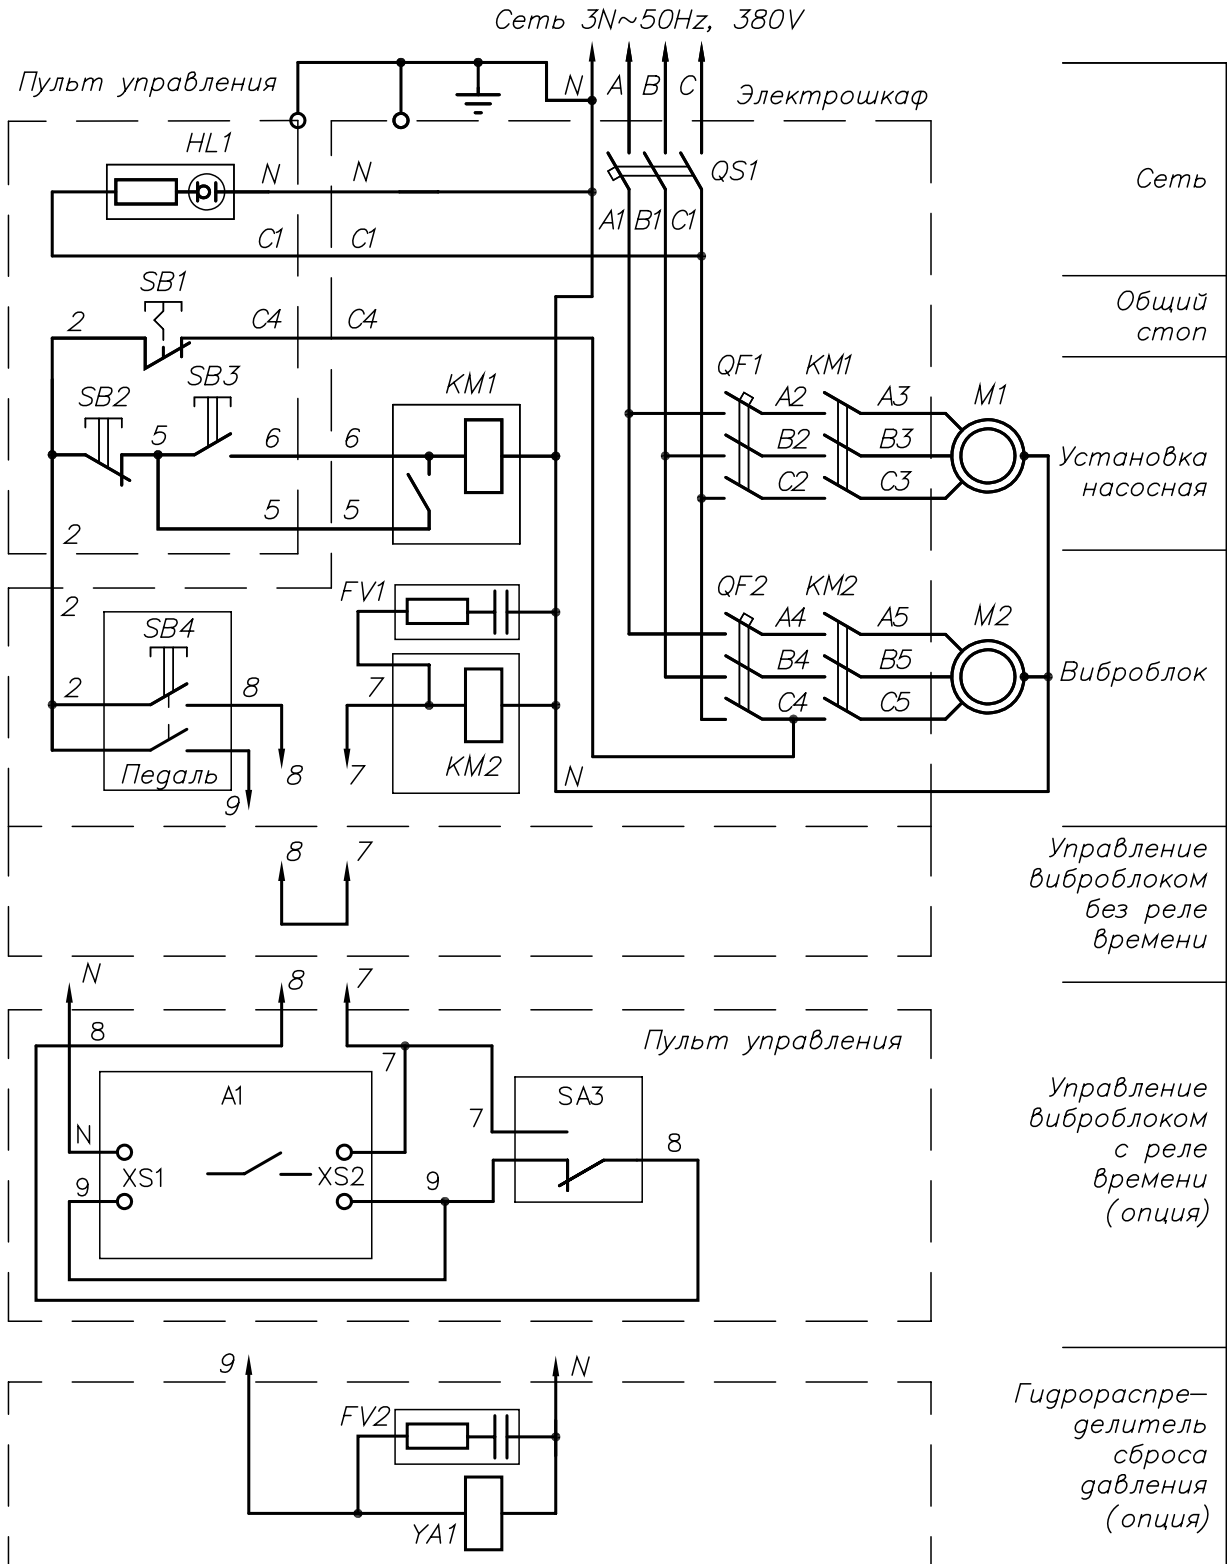 Сеть 3N~50Hz, 380V
Пульт управления
N A B C
Электрошкаф
HL1
N N
QS1
Сеть
A1 B1 C1
C1 C1
SB1
Общий
стоп
2 C4 C4
SB3
SB2
KM1
QF1 KM1
M1
A2 A3
5 6 6
B2 B3
Установка
насосная
C2 C3
5 5
2
FV1
QF2 KM2
M2
2
SB4
A4 A5
B4 B5
Виброблок
2 8 7
C4 C5
Педаль
8 7
KM2
N
9
8 7
Управление
виброблоком
без реле
времени
N 8 7
8
Пульт управления
7
A1
SA3
7
8
N
XS1 XS2
9 9
Управление
виброблоком
с реле
времени
(опция)
9 N
FV2
YA1
Гидрораспре-
делитель
сброса
давления
(опция)